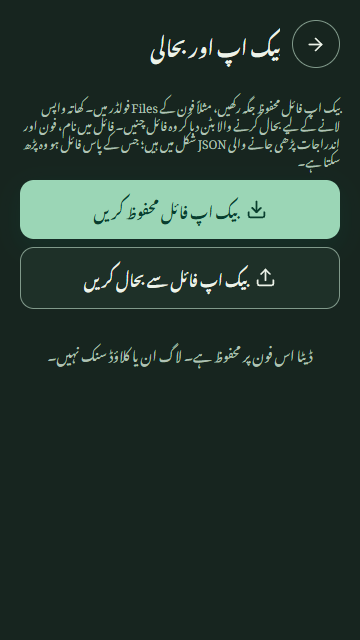 بیک اپ اور بحالی
بیک اپ فائل محفوظ جگہ رکھیں، مثلاً فون کے Files فولڈر میں۔ کھاتہ واپس
لانے کے لیے بحال کرنے والا بٹن دبا کر وہ فائل چنیں۔ فائل میں نام، فون اور
اندراجات پڑھی جانے والی JSON شکل میں ہیں؛ جس کے پاس فائل ہو وہ پڑھ
سکتا ہے۔
بیک اپ فائل محفوظ کریں
بیک اپ فائل سے بحال کریں
ڈیٹا اس فون پر محفوظ ہے۔ لاگ ان یا کلاؤڈ سنک نہیں۔